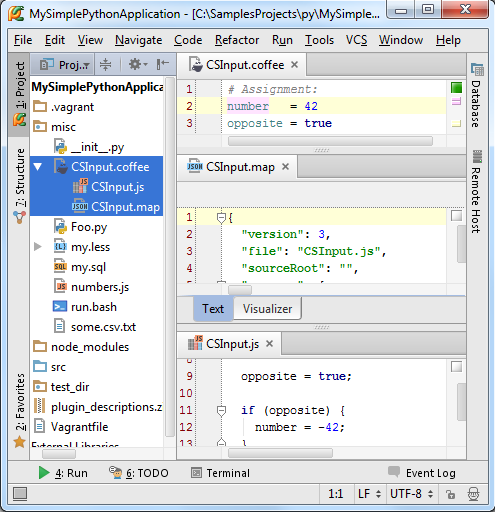 MySimplePythonApplication - [C:\SamplesProjects\py\MySimple...
File Edit View Navigate Code Refactor Run Tools VCS Window Help
1: Project
7: Structure
2: Favorites
Proj...
MySimplePythonApplica
.vagrant
misc
__init__.py
CSInput.coffee
CSInput.js
CSInput.map
Foo.py
my.less
my.sql
numbers.js
run.bash
some.csv.txt
node_modules
src
test_dir
plugin_descriptions.z
Vagrantfile
External Libraries
CSInput.coffee
1 # Assignment:
2 number = 42
3 opposite = true
CSInput.map
1 {
2 "version": 3,
3 "file": "CSInput.js",
4 "sourceRoot": "",
Text Visualizer
CSInput.js
9 opposite = true;
10
11 if (opposite) {
12 number = -42;
13 }
Database
Remote Host
4: Run 6: TODO Terminal Event Log
1:1 LF UTF-8